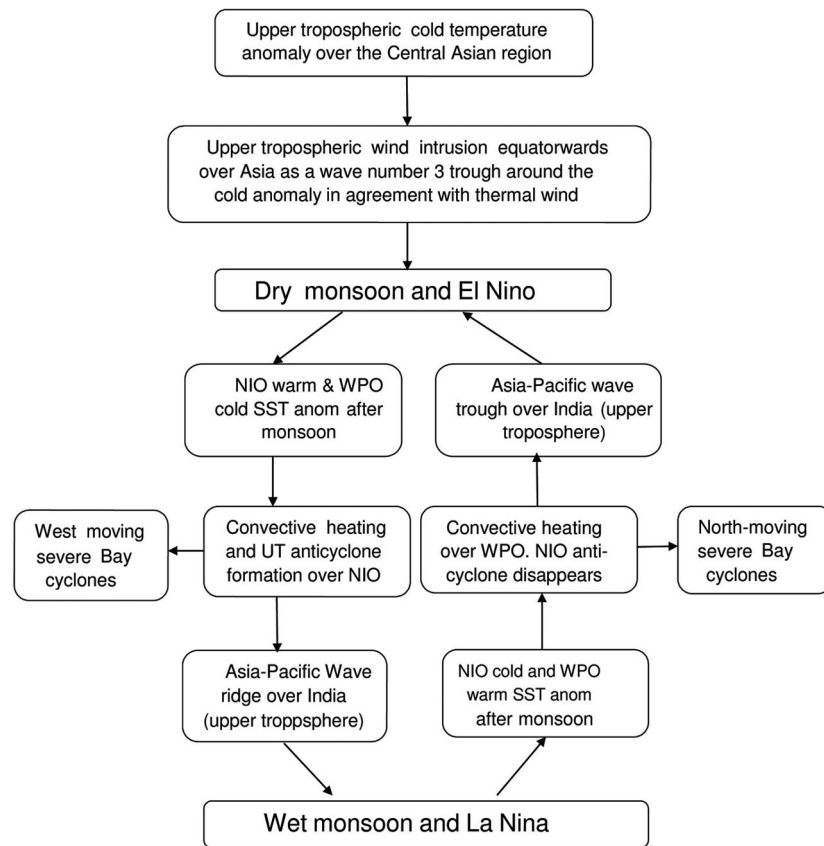 Upper tropospheric cold temperature
anomaly over the Central Asian region
Upper tropospheric wind intrusion equatorwards
over Asia as a wave number 3 trough around the
cold anomaly in agreement with thermal wind
Dry monsoon and El Nino
NIO warm & WPO
cold SST anom after
monsoon
Asia-Pacific wave
trough over India (upper
troposphere)
West moving
severe Bay
cyclones
Convective heating
and UT anticyclone
formation over NIO
Convective heating
over WPO. NIO anti-
cyclone disappears
North-moving
severe Bay
cyclones
Asia-Pacific Wave
ridge over India
(upper troppsphere)
NIO cold and WPO
warm SST anom
after monsoon
Wet monsoon and La Nina